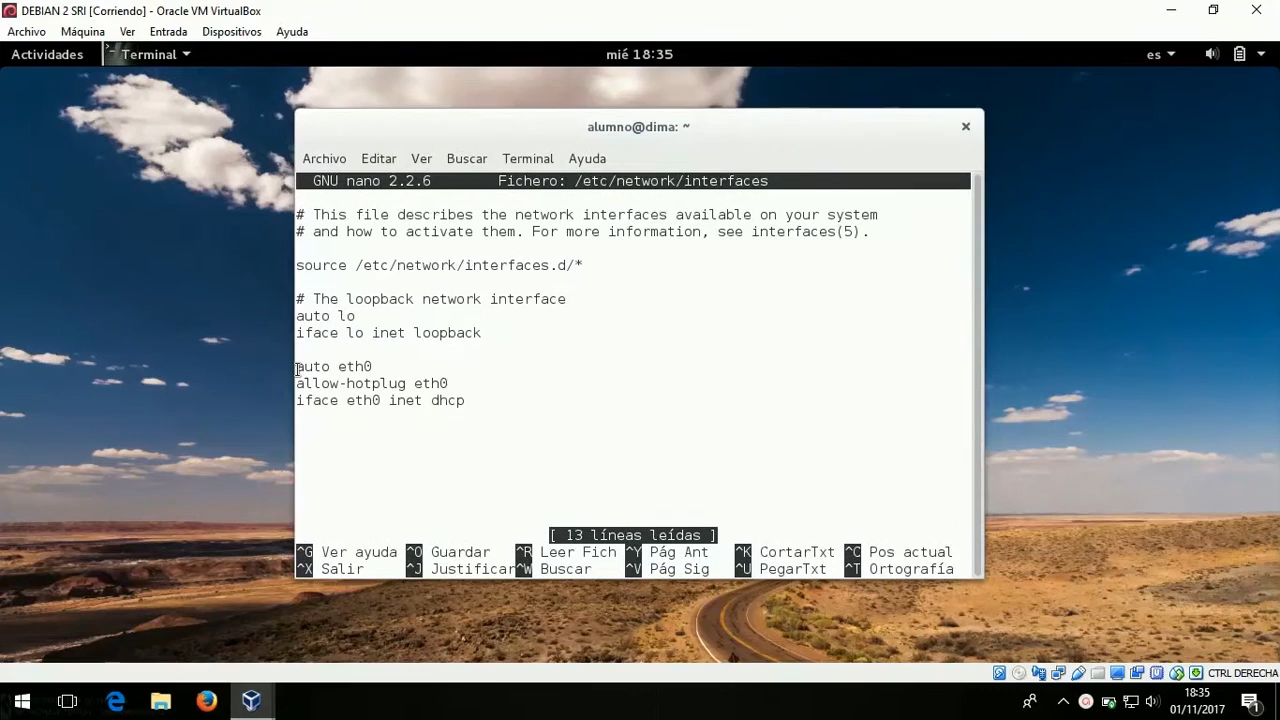 DEBIAN 2 SRI [Corriendo] - Oracle VM VirtualBox
Archivo Máquina Ver Entrada Dispositivos Ayuda
Actividades Terminal mié 18:35 es
alumno@dima: ~
Archivo Editar Ver Buscar Terminal Ayuda
GNU nano 2.2.6 Fichero: /etc/network/interfaces
# This file describes the network interfaces available on your system
# and how to activate them. For more information, see interfaces(5).
source /etc/network/interfaces.d/*
# The loopback network interface
auto lo
iface lo inet loopback
auto eth0
allow-hotplug eth0
iface eth0 inet dhcp
[ 13 líneas leídas ]
^G Ver ayuda ^O Guardar ^R Leer Fich ^Y Pág Ant ^K CortarTxt ^C Pos actual
^X Salir ^J Justificar ^W Buscar ^V Pág Sig ^U PegarTxt ^T Ortografía
CTRL DERECHA
18:35
01/11/2017